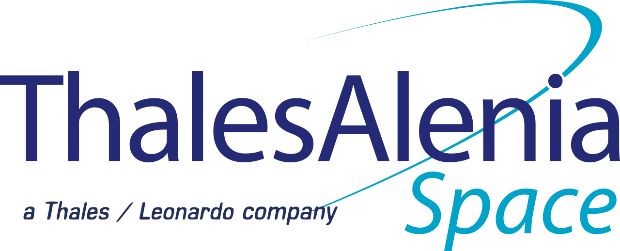 ThalesAlenia
Space
a Thales / Leonardo company